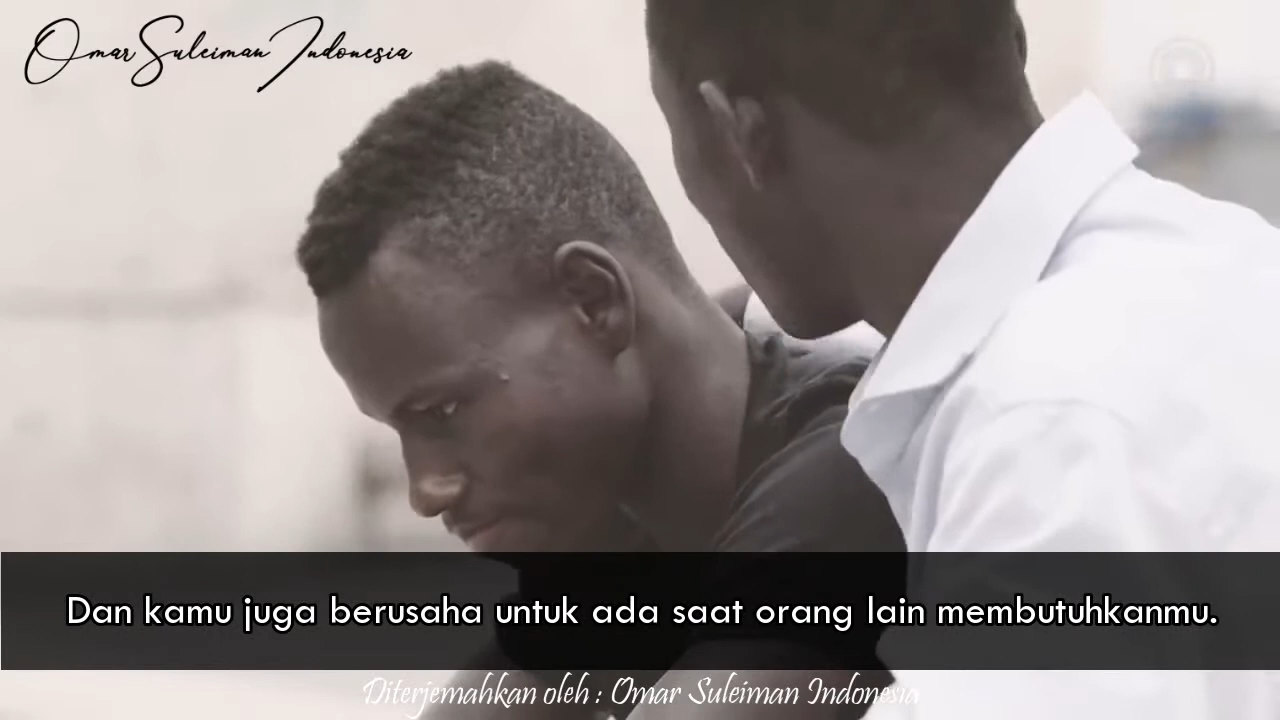 Omar Suleiman Indonesia
Dan kamu juga berusaha untuk ada saat orang lain membutuhkanmu.
Diterjemahkan oleh : Omar Suleiman Indonesia